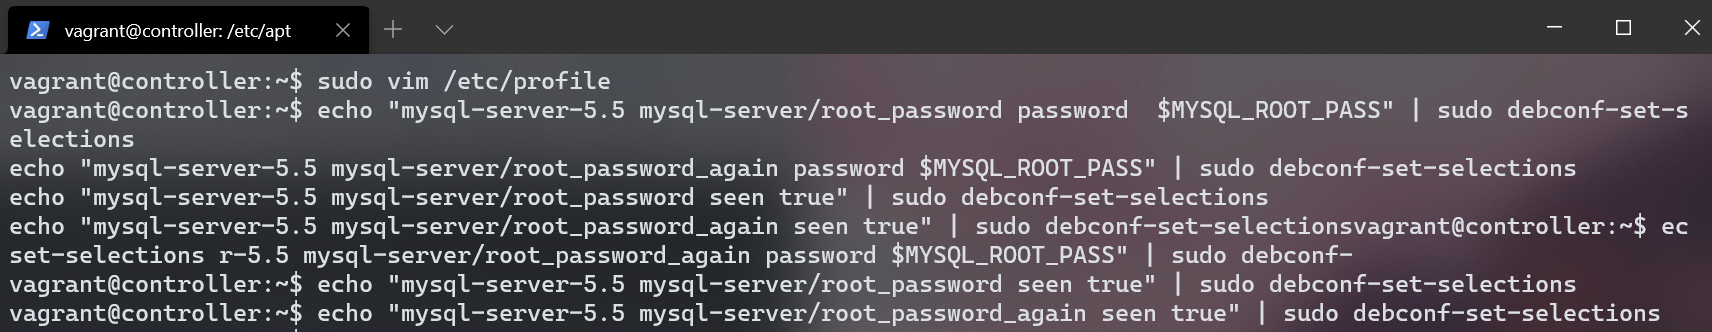 vagrant@controller: /etc/apt
vagrant@controller:~$ sudo vim /etc/profile
vagrant@controller:~$ echo "mysql-server-5.5 mysql-server/root_password password  $MYSQL_ROOT_PASS" | sudo debconf-set-s
elections
echo "mysql-server-5.5 mysql-server/root_password_again password $MYSQL_ROOT_PASS" | sudo debconf-set-selections
echo "mysql-server-5.5 mysql-server/root_password seen true" | sudo debconf-set-selections
echo "mysql-server-5.5 mysql-server/root_password_again seen true" | sudo debconf-set-selectionsvagrant@controller:~$ ec
set-selections r-5.5 mysql-server/root_password_again password $MYSQL_ROOT_PASS" | sudo debconf-
vagrant@controller:~$ echo "mysql-server-5.5 mysql-server/root_password seen true" | sudo debconf-set-selections
vagrant@controller:~$ echo "mysql-server-5.5 mysql-server/root_password_again seen true" | sudo debconf-set-selections